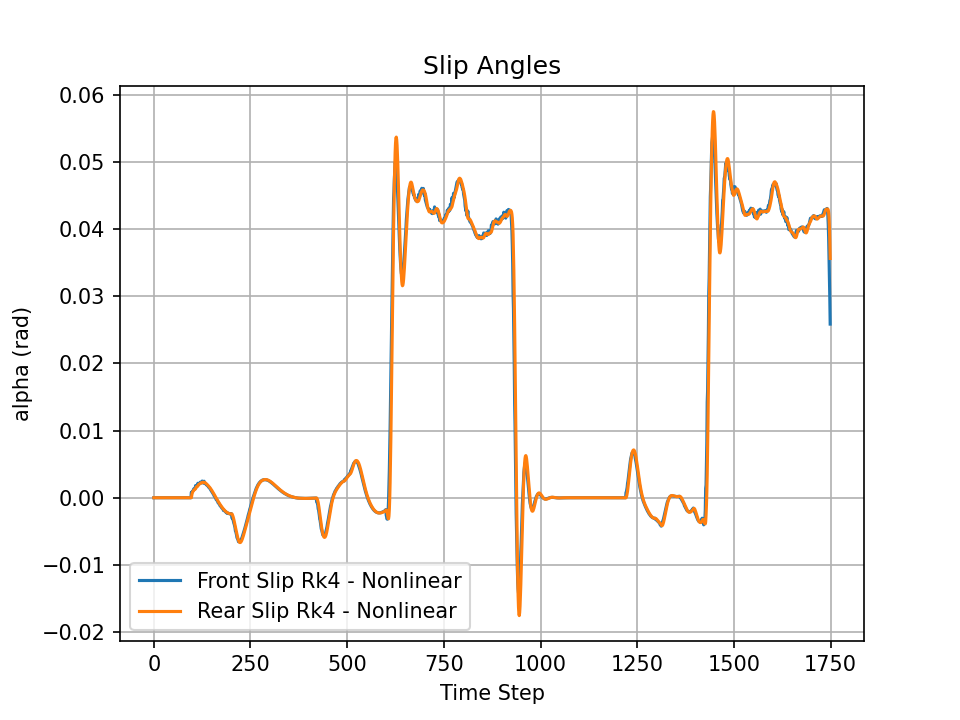 Slip Angles
0.06
0.05
0.04
0.03
0.02
0.01
0.00
−0.01
−0.02
alpha (rad)
Front Slip Rk4 - Nonlinear
Rear Slip Rk4 - Nonlinear
0 250 500 750 1000 1250 1500 1750
Time Step